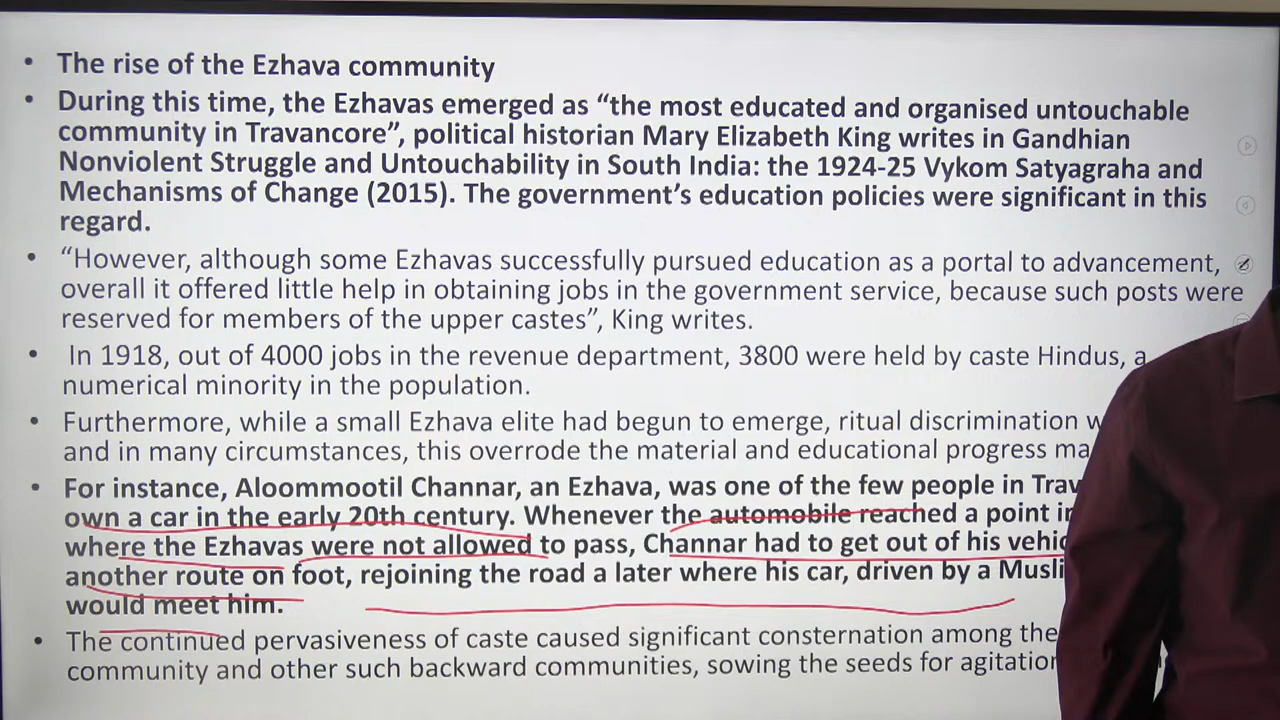 • The rise of the Ezhava community
• During this time, the Ezhavas emerged as “the most educated and organised untouchable
community in Travancore”, political historian Mary Elizabeth King writes in Gandhian
Nonviolent Struggle and Untouchability in South India: the 1924-25 Vykom Satyagraha and
Mechanisms of Change (2015). The government’s education policies were significant in this
regard.
• “However, although some Ezhavas successfully pursued education as a portal to advancement,
overall it offered little help in obtaining jobs in the government service, because such posts were
reserved for members of the upper castes”, King writes.
• In 1918, out of 4000 jobs in the revenue department, 3800 were held by caste Hindus, a
numerical minority in the population.
• Furthermore, while a small Ezhava elite had begun to emerge, ritual discrimination
and in many circumstances, this overrode the material and educational progress
• For instance, Aloommootil Channar, an Ezhava, was one of the few people in
own a car in the early 20th century. Whenever the automobile reached a point
where the Ezhavas were not allowed to pass, Channar had to get out of his
another route on foot, rejoining the road a later where his car, driven by a
would meet him.
• The continued pervasiveness of caste caused significant consternation among the
community and other such backward communities, sowing the seeds for